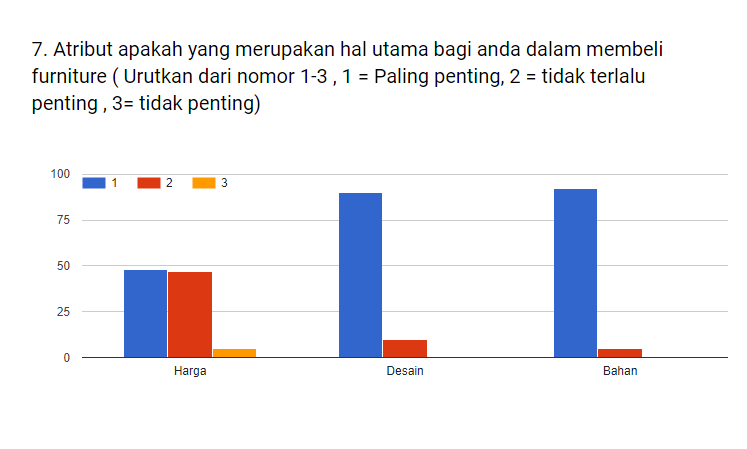 7. Atribut apakah yang merupakan hal utama bagi anda dalam membeli
furniture ( Urutkan dari nomor 1-3 , 1 = Paling penting, 2 = tidak terlalu
penting , 3= tidak penting)
100
1 2 3
75
50
25
0
Harga Desain Bahan